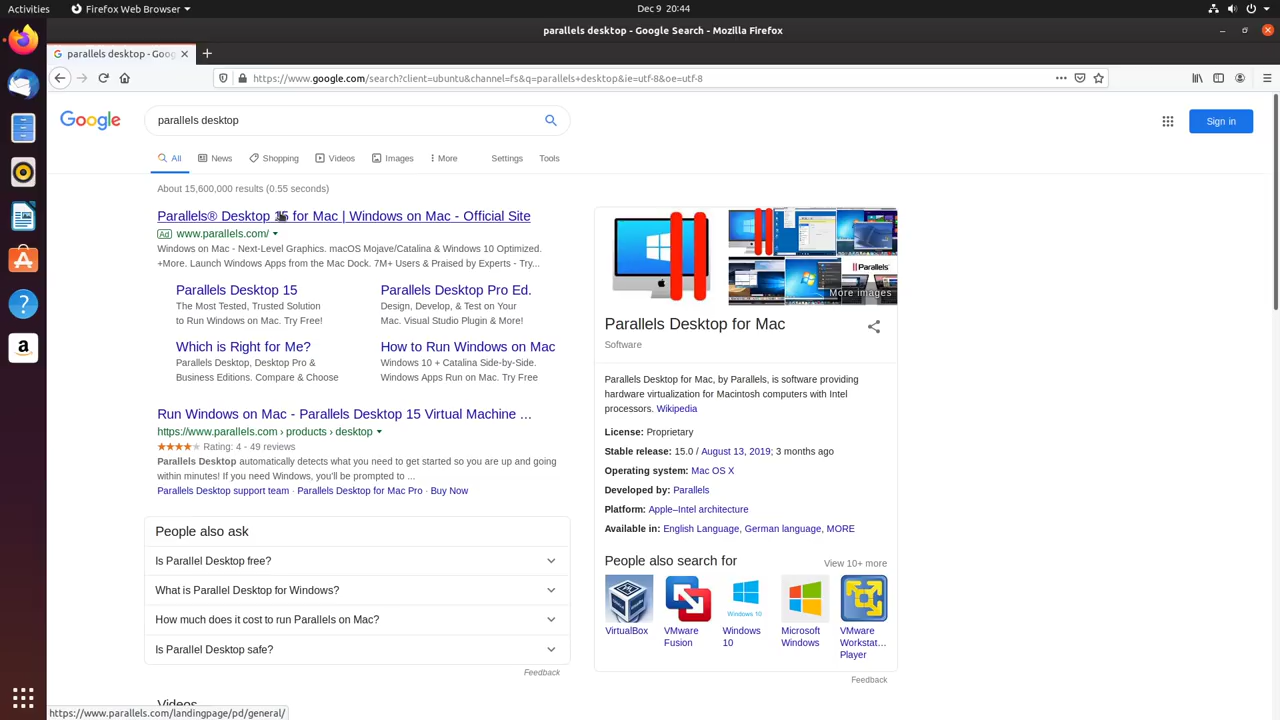 Activities
Firefox Web Browser
Dec 9 20:44
parallels desktop - Google Search - Mozilla Firefox
parallels desktop - Goog
https://www.google.com/search?client=ubuntu&channel=fs&q=parallels+desktop&ie=utf-8&oe=utf-8
Google
parallels desktop
Sign in
All
News
Shopping
Videos
Images
More
Settings
Tools
About 15,600,000 results (0.55 seconds)
Parallels® Desktop 15 for Mac | Windows on Mac - Official Site
Ad www.parallels.com/
Windows on Mac - Next-Level Graphics. macOS Mojave/Catalina & Windows 10 Optimized.
+More. Launch Windows Apps from the Mac Dock. 7M+ Users & Praised by Experts - Try...
Parallels Desktop 15
The Most Tested, Trusted Solution
to Run Windows on Mac. Try Free!
Parallels Desktop Pro Ed.
Design, Develop, & Test on Your
Mac. Visual Studio Plugin & More!
Which is Right for Me?
Parallels Desktop, Desktop Pro &
Business Editions. Compare & Choose
How to Run Windows on Mac
Windows 10 + Catalina Side-by-Side.
Windows Apps Run on Mac. Try Free
Run Windows on Mac - Parallels Desktop 15 Virtual Machine ...
https://www.parallels.com › products › desktop
Rating: 4 - 49 reviews
Parallels Desktop automatically detects what you need to get started so you are up and going
within minutes! If you need Windows, you'll be prompted to ...
Parallels Desktop support team · Parallels Desktop for Mac Pro · Buy Now
People also ask
Is Parallel Desktop free?
What is Parallel Desktop for Windows?
How much does it cost to run Parallels on Mac?
Is Parallel Desktop safe?
Feedback
Videos
Parallels
More images
Parallels Desktop for Mac
Software
Parallels Desktop for Mac, by Parallels, is software providing
hardware virtualization for Macintosh computers with Intel
processors. Wikipedia
License: Proprietary
Stable release: 15.0 / August 13, 2019; 3 months ago
Operating system: Mac OS X
Developed by: Parallels
Platform: Apple–Intel architecture
Available in: English Language, German language, MORE
People also search for
View 10+ more
Windows 10
VirtualBox
VMware
Fusion
Windows
10
Microsoft
Windows
VMware
Workstat...
Player
Feedback
https://www.parallels.com/landingpage/pd/general/